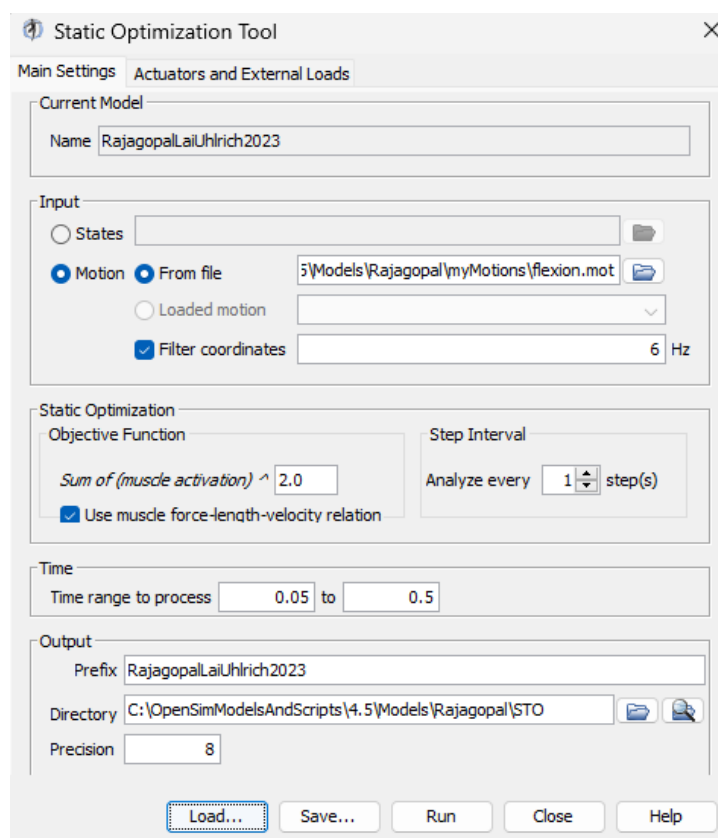 Static Optimization Tool
Main Settings Actuators and External Loads
Current Model
Name RajagopalLaiUhlrich2023
Input
States
Motion From file 5\Models\Rajagopal\myMotions\flexion.mot
Loaded motion
Filter coordinates 6 Hz
Static Optimization
Objective Function Step Interval
Sum of (muscle activation) ^ 2.0 Analyze every 1 step(s)
Use muscle force-length-velocity relation
Time
Time range to process 0.05 to 0.5
Output
Prefix RajagopalLaiUhlrich2023
Directory C:\OpenSimModelsAndScripts\4.5\Models\Rajagopal\STO
Precision 8
Load... Save... Run Close Help